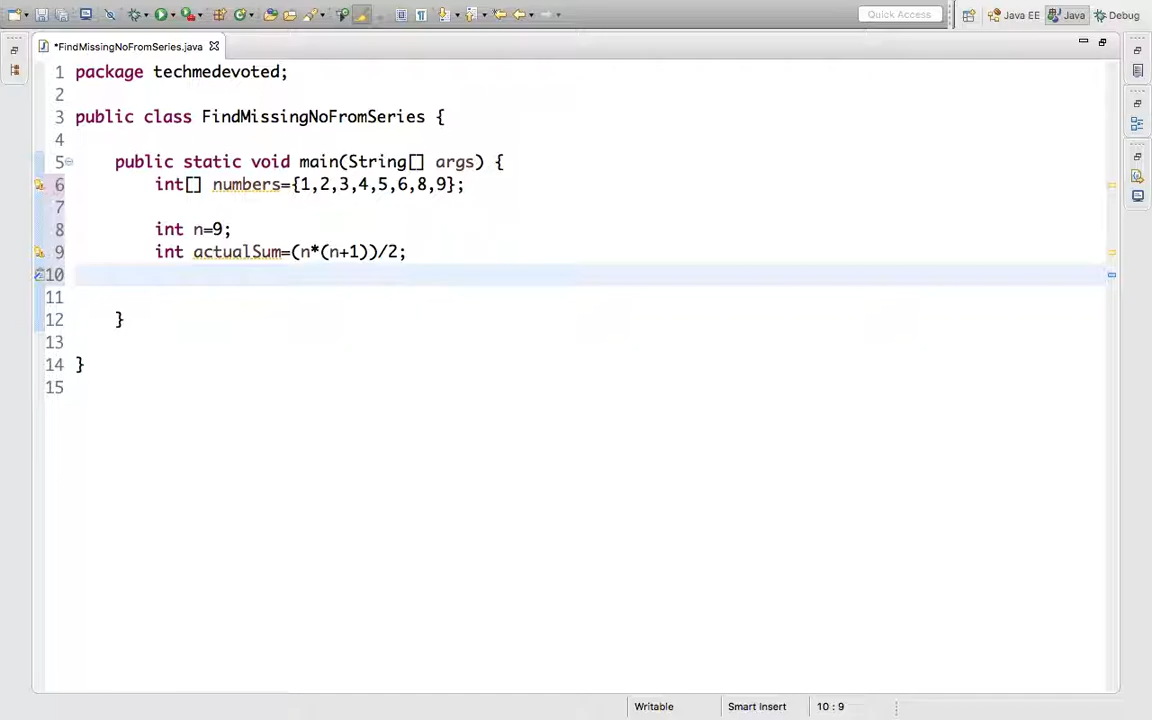 Quick Access
Java EE
Java
Debug
*FindMissingNoFromSeries.java
1 package techmedevoted;
2
3 public class FindMissingNoFromSeries {
4
5 public static void main(String[] args) {
6 int[] numbers={1,2,3,4,5,6,8,9};
7
8 int n=9;
9 int actualSum=(n*(n+1))/2;
10
11
12 }
13
14 }
15
Writable
Smart Insert
10 : 9